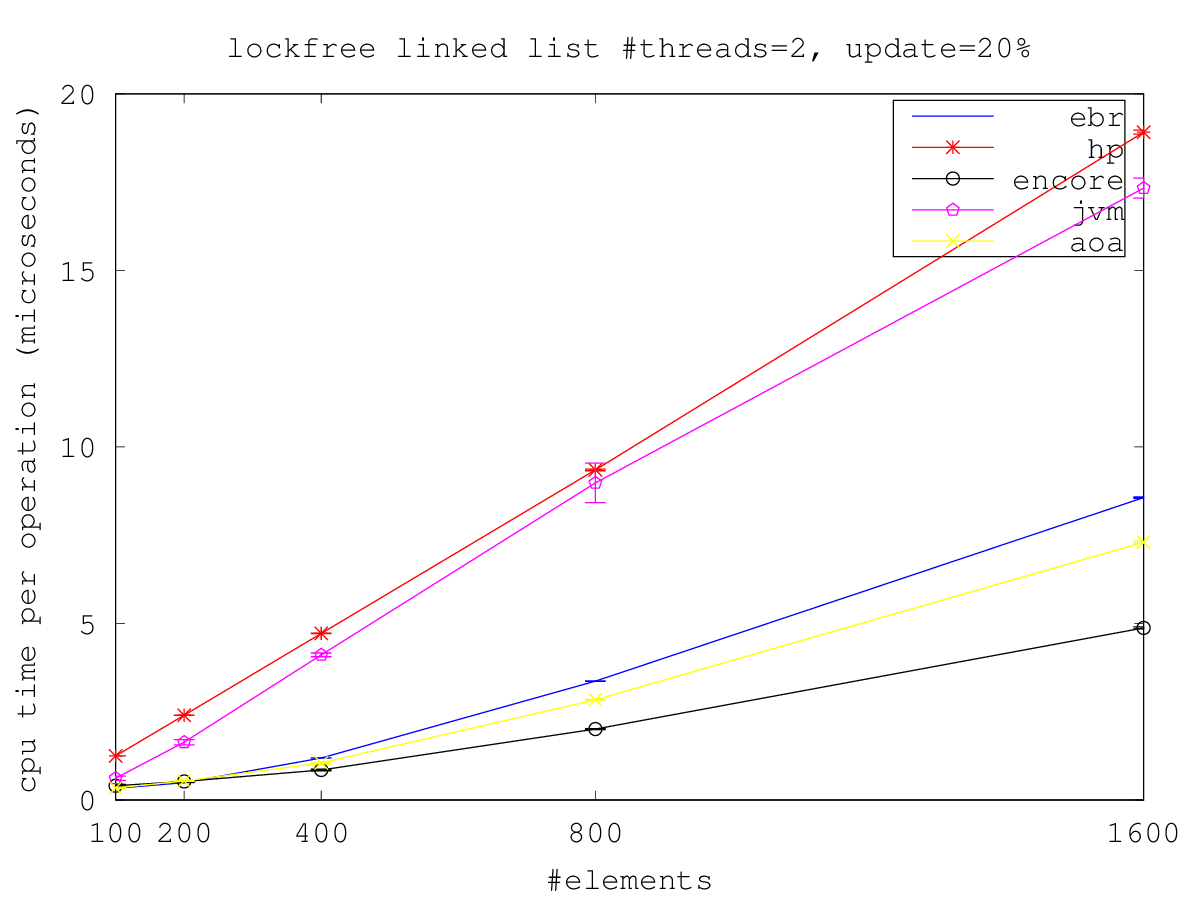 lockfree linked list #threads=2, update=20%
cpu time per operation (microseconds)
20
15
10
5
0
ebr
hp
encore
jvm
aoa
100 200 400 800 1600
#elements